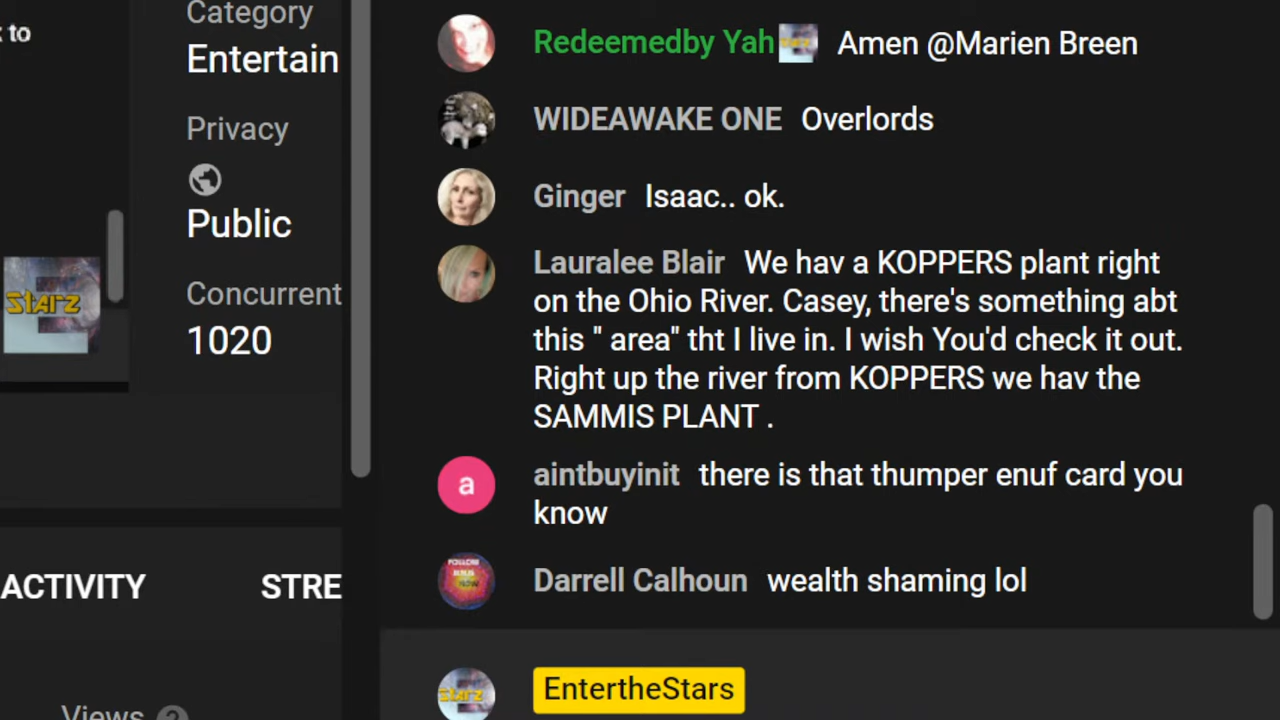 k to
Category
Entertain
Privacy
Public
Concurrent
1020
Starz
ACTIVITY STRE
Views ?
Redeemedby Yah Amen @Marien Breen
WIDEAWAKE ONE Overlords
Ginger Isaac.. ok.
Lauralee Blair We hav a KOPPERS plant right
on the Ohio River. Casey, there's something abt
this " area" tht I live in. I wish You'd check it out.
Right up the river from KOPPERS we hav the
SAMMIS PLANT .
a aintbuyinit there is that thumper enuf card you
know
Darrell Calhoun wealth shaming lol
Starz EntertheStars